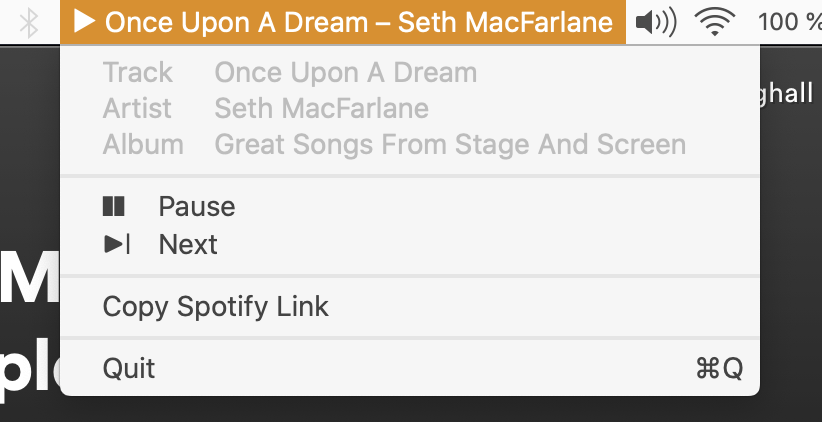 Once Upon A Dream – Seth MacFarlane
100 %
Track Once Upon A Dream
ghall
Artist Seth MacFarlane
Album Great Songs From Stage And Screen
Pause
Next
M
Copy Spotify Link
pl
Quit ⌘Q